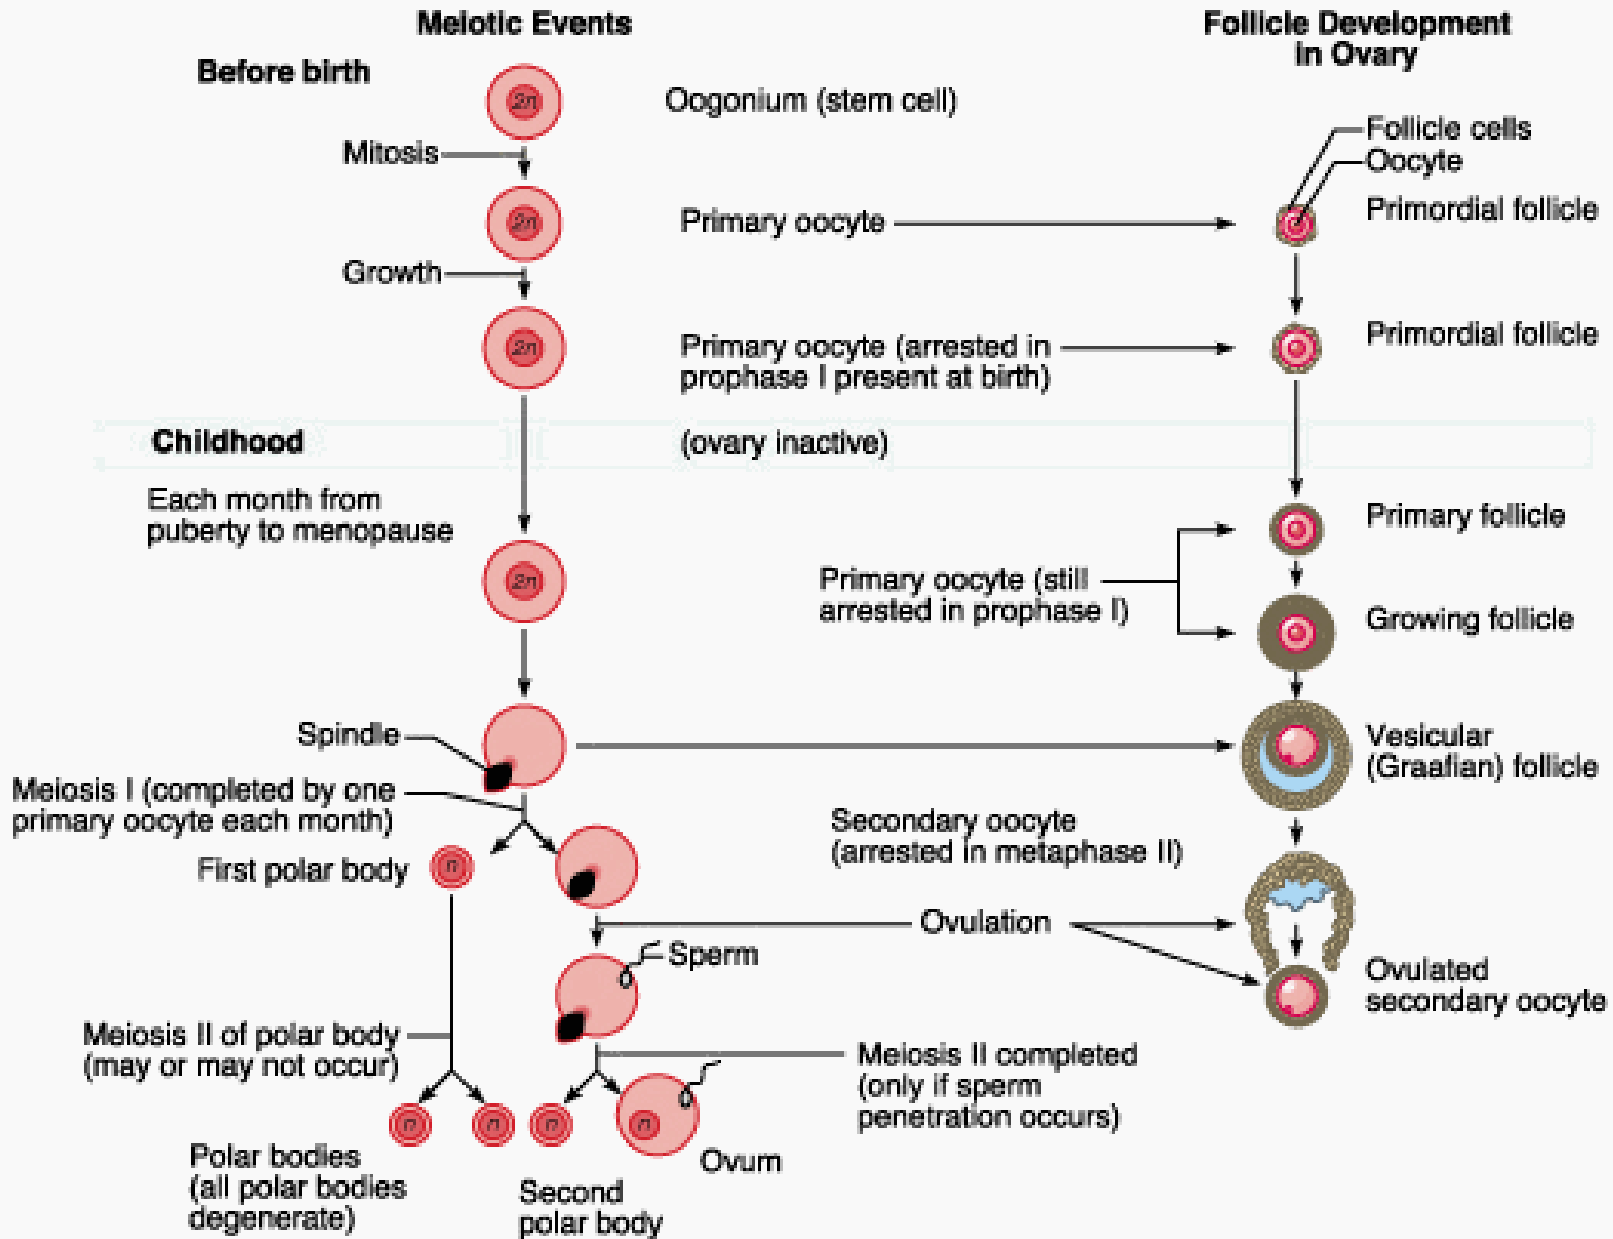 Meiotic Events
Follicle Development
in Ovary
Before birth
2n
Oogonium (stem cell)
Follicle cells
Oocyte
Mitosis
2n
Primary oocyte
Primordial follicle
Growth
2n
Primary oocyte (arrested in
prophase I present at birth)
Primordial follicle
Childhood
(ovary inactive)
Each month from
puberty to menopause
Primary follicle
2n
Primary oocyte (still
arrested in prophase I)
Growing follicle
Spindle
Vesicular
(Graafian) follicle
Meiosis I (completed by one
primary oocyte each month)
Secondary oocyte
(arrested in metaphase II)
First polar body
n
Ovulation
Sperm
Ovulated
secondary oocyte
Meiosis II of polar body
(may or may not occur)
Meiosis II completed
(only if sperm
penetration occurs)
n
n
n
n
Polar bodies
(all polar bodies
degenerate)
Ovum
Second
polar body